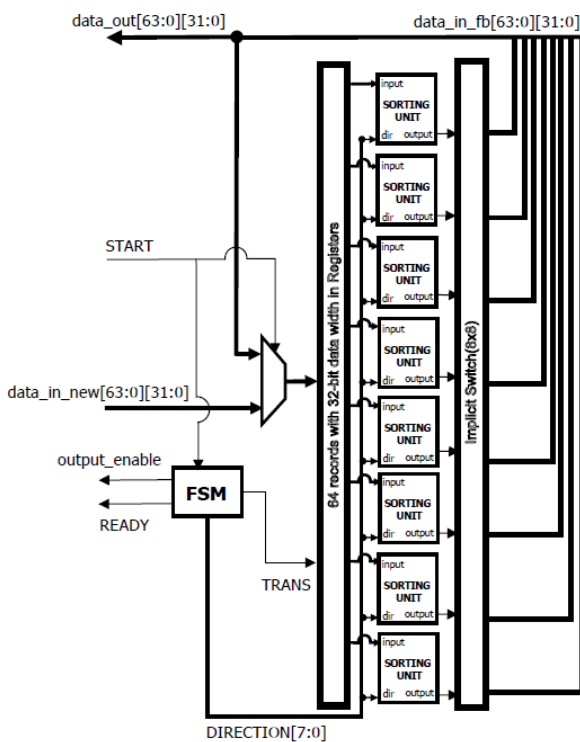 data_out[63:0][31:0]
data_in_fb[63:0][31:0]
input
SORTING
UNIT
dir output
input
SORTING
UNIT
dir output
input
SORTING
UNIT
dir output
input
SORTING
UNIT
dir output
input
SORTING
UNIT
dir output
input
SORTING
UNIT
dir output
input
SORTING
UNIT
dir output
input
SORTING
UNIT
dir output
64 records with 32-bit data width in Registers
Implicit Switch(8x8)
START
data_in_new[63:0][31:0]
output_enable
FSM
READY
TRANS
DIRECTION[7:0]